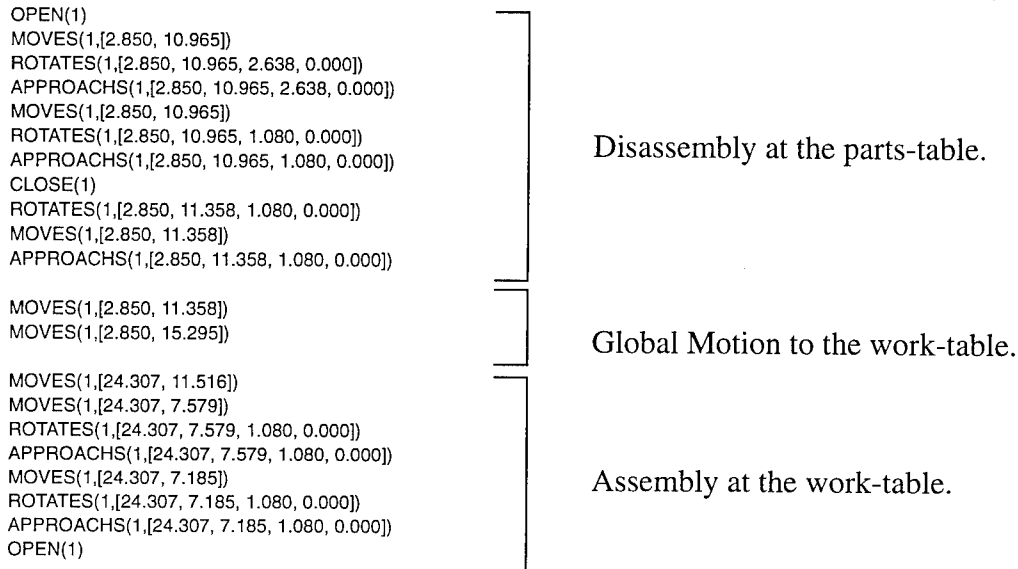 OPEN(1)
MOVES(1,[2.850, 10.965])
ROTATES(1,[2.850, 10.965, 2.638, 0.000])
APPROACHS(1,[2.850, 10.965, 2.638, 0.000])
MOVES(1,[2.850, 10.965])
ROTATES(1,[2.850, 10.965, 1.080, 0.000])
APPROACHS(1,[2.850, 10.965, 1.080, 0.000])
CLOSE(1)
ROTATES(1,[2.850, 11.358, 1.080, 0.000])
MOVES(1,[2.850, 11.358])
APPROACHS(1,[2.850, 11.358, 1.080, 0.000])
Disassembly at the parts-table.
MOVES(1,[2.850, 11.358])
MOVES(1,[2.850, 15.295])
Global Motion to the work-table.
MOVES(1,[24.307, 11.516])
MOVES(1,[24.307, 7.579])
ROTATES(1,[24.307, 7.579, 1.080, 0.000])
APPROACHS(1,[24.307, 7.579, 1.080, 0.000])
MOVES(1,[24.307, 7.185])
ROTATES(1,[24.307, 7.185, 1.080, 0.000])
APPROACHS(1,[24.307, 7.185, 1.080, 0.000])
OPEN(1)
Assembly at the work-table.